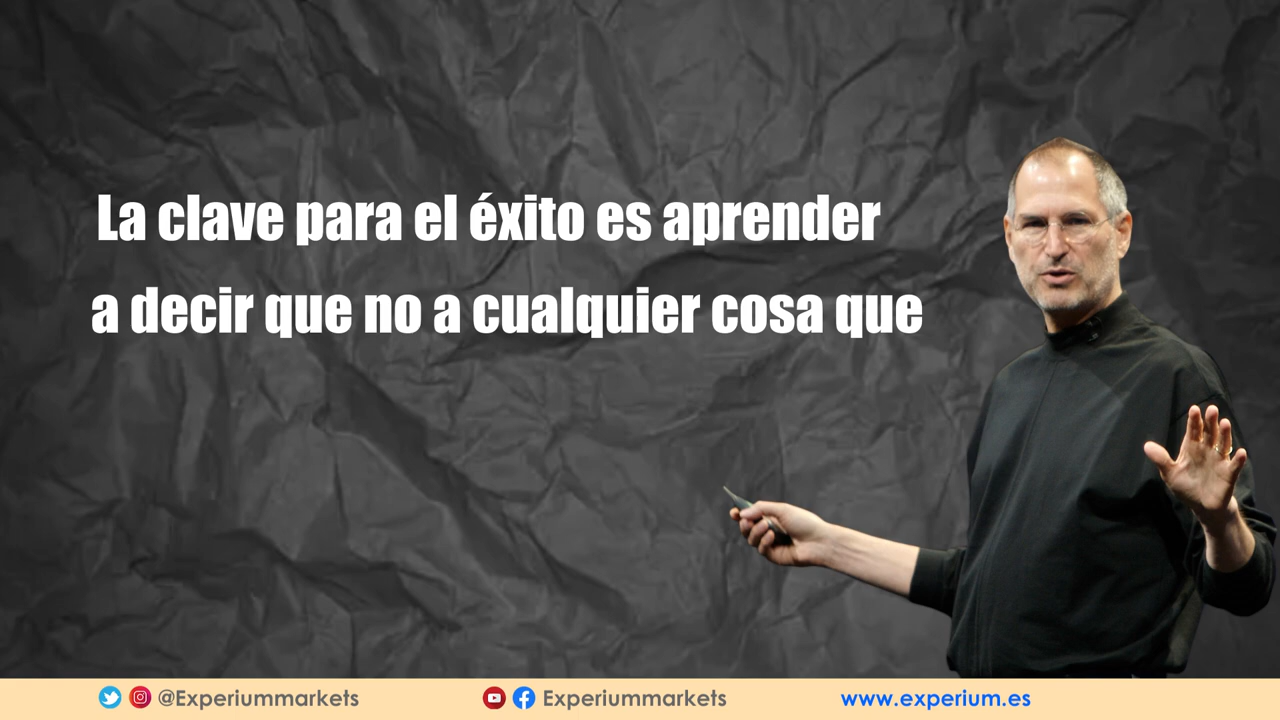 La clave para el éxito es aprender
a decir que no a cualquier cosa que
@Experiummarkets Experiummarkets www.experium.es